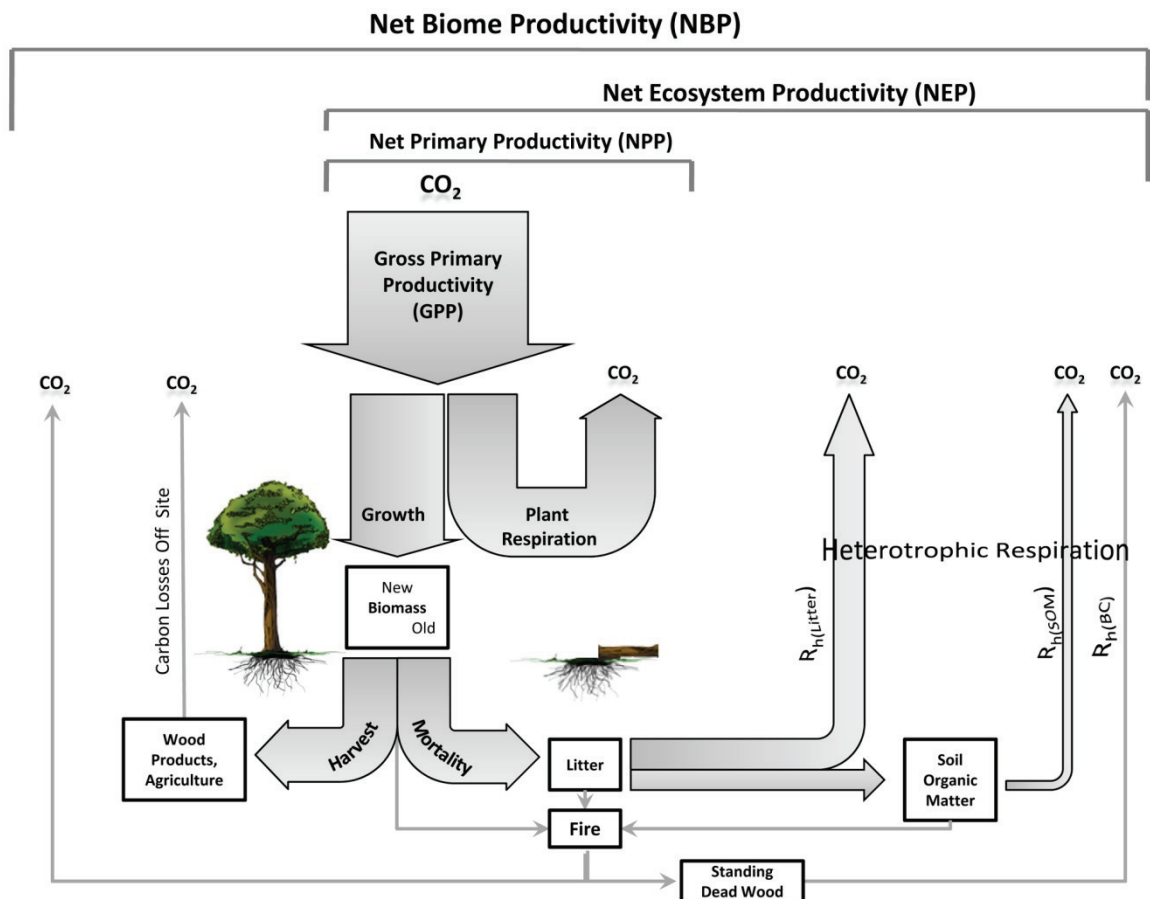 Net Biome Productivity (NBP)
Net Ecosystem Productivity (NEP)
Net Primary Productivity (NPP)
CO₂
Gross Primary
Productivity
(GPP)
CO₂
CO₂
CO₂
CO₂
CO₂
CO₂
Carbon Losses Off Site
Growth
Plant
Respiration
Heterotrophic Respiration
New
Biomass
Old
Rh(Litter)
Rh(SOM)
Rh(BC)
Harvest
Mortality
Wood
Products,
Agriculture
Litter
Soil
Organic
Matter
Fire
Standing
Dead Wood